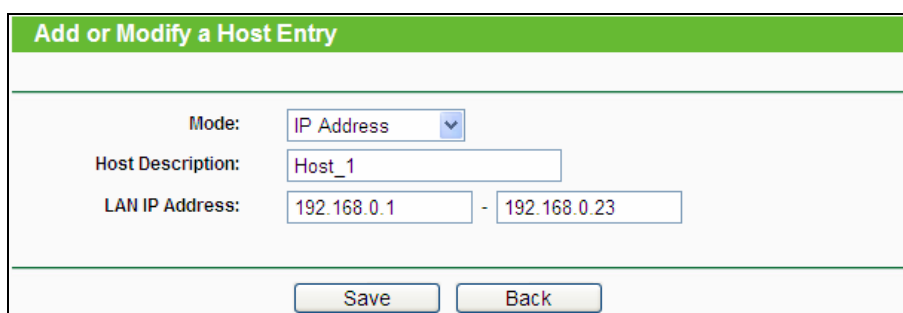 Add or Modify a Host Entry
Mode: IP Address
Host Description: Host_1
LAN IP Address: 192.168.0.1 - 192.168.0.23
Save Back